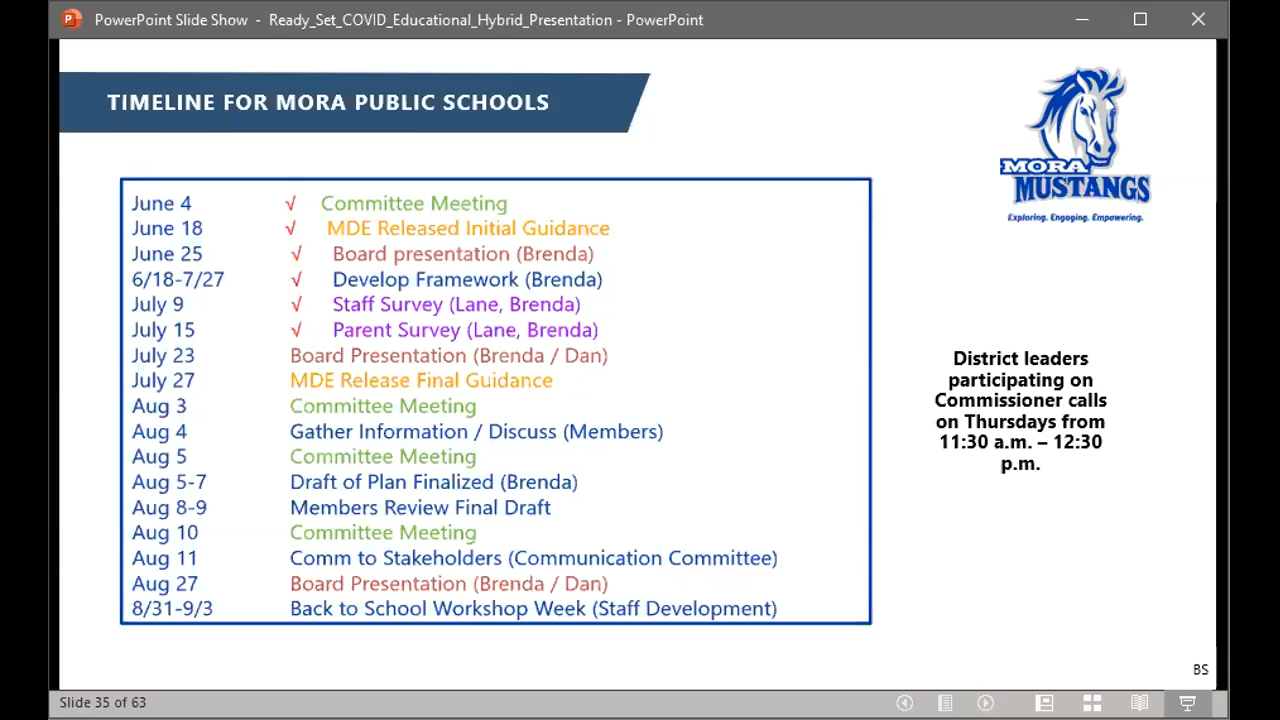 PowerPoint Slide Show - Ready_Set_COVID_Educational_Hybrid_Presentation - PowerPoint
TIMELINE FOR MORA PUBLIC SCHOOLS
MORA
MUSTANGS
Exploring. Engaging. Empowering.
June 4 √ Committee Meeting
June 18 √ MDE Released Initial Guidance
June 25 √ Board presentation (Brenda)
6/18-7/27 √ Develop Framework (Brenda)
July 9 √ Staff Survey (Lane, Brenda)
July 15 √ Parent Survey (Lane, Brenda)
July 23 Board Presentation (Brenda / Dan)
July 27 MDE Release Final Guidance
Aug 3 Committee Meeting
Aug 4 Gather Information / Discuss (Members)
Aug 5 Committee Meeting
Aug 5-7 Draft of Plan Finalized (Brenda)
Aug 8-9 Members Review Final Draft
Aug 10 Committee Meeting
Aug 11 Comm to Stakeholders (Communication Committee)
Aug 27 Board Presentation (Brenda / Dan)
8/31-9/3 Back to School Workshop Week (Staff Development)
District leaders
participating on
Commissioner calls
on Thursdays from
11:30 a.m. – 12:30
p.m.
BS
Slide 35 of 63